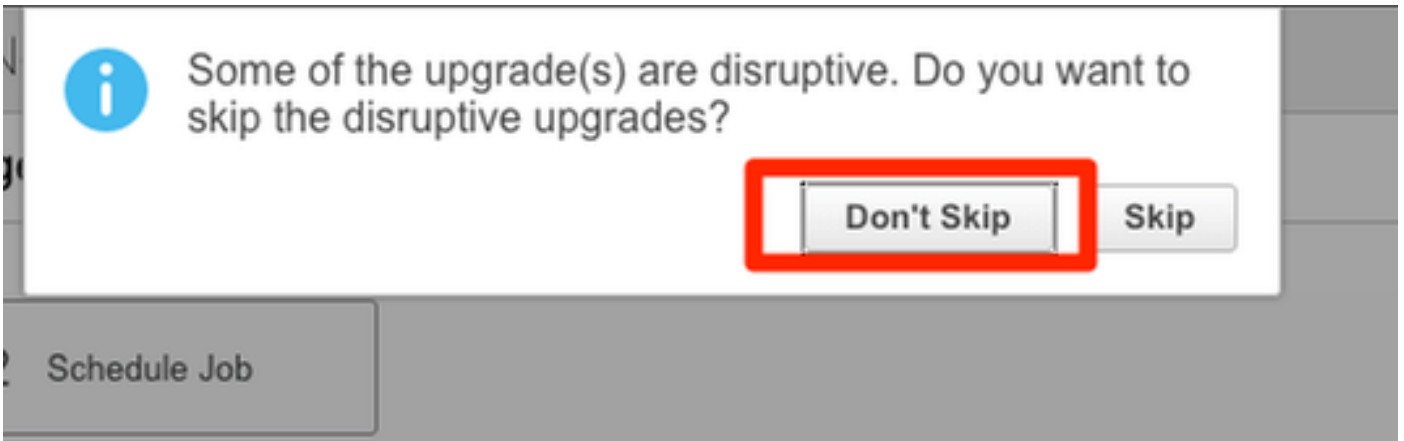 Some of the upgrade(s) are disruptive. Do you want to
skip the disruptive upgrades?
Don't Skip Skip
Schedule Job